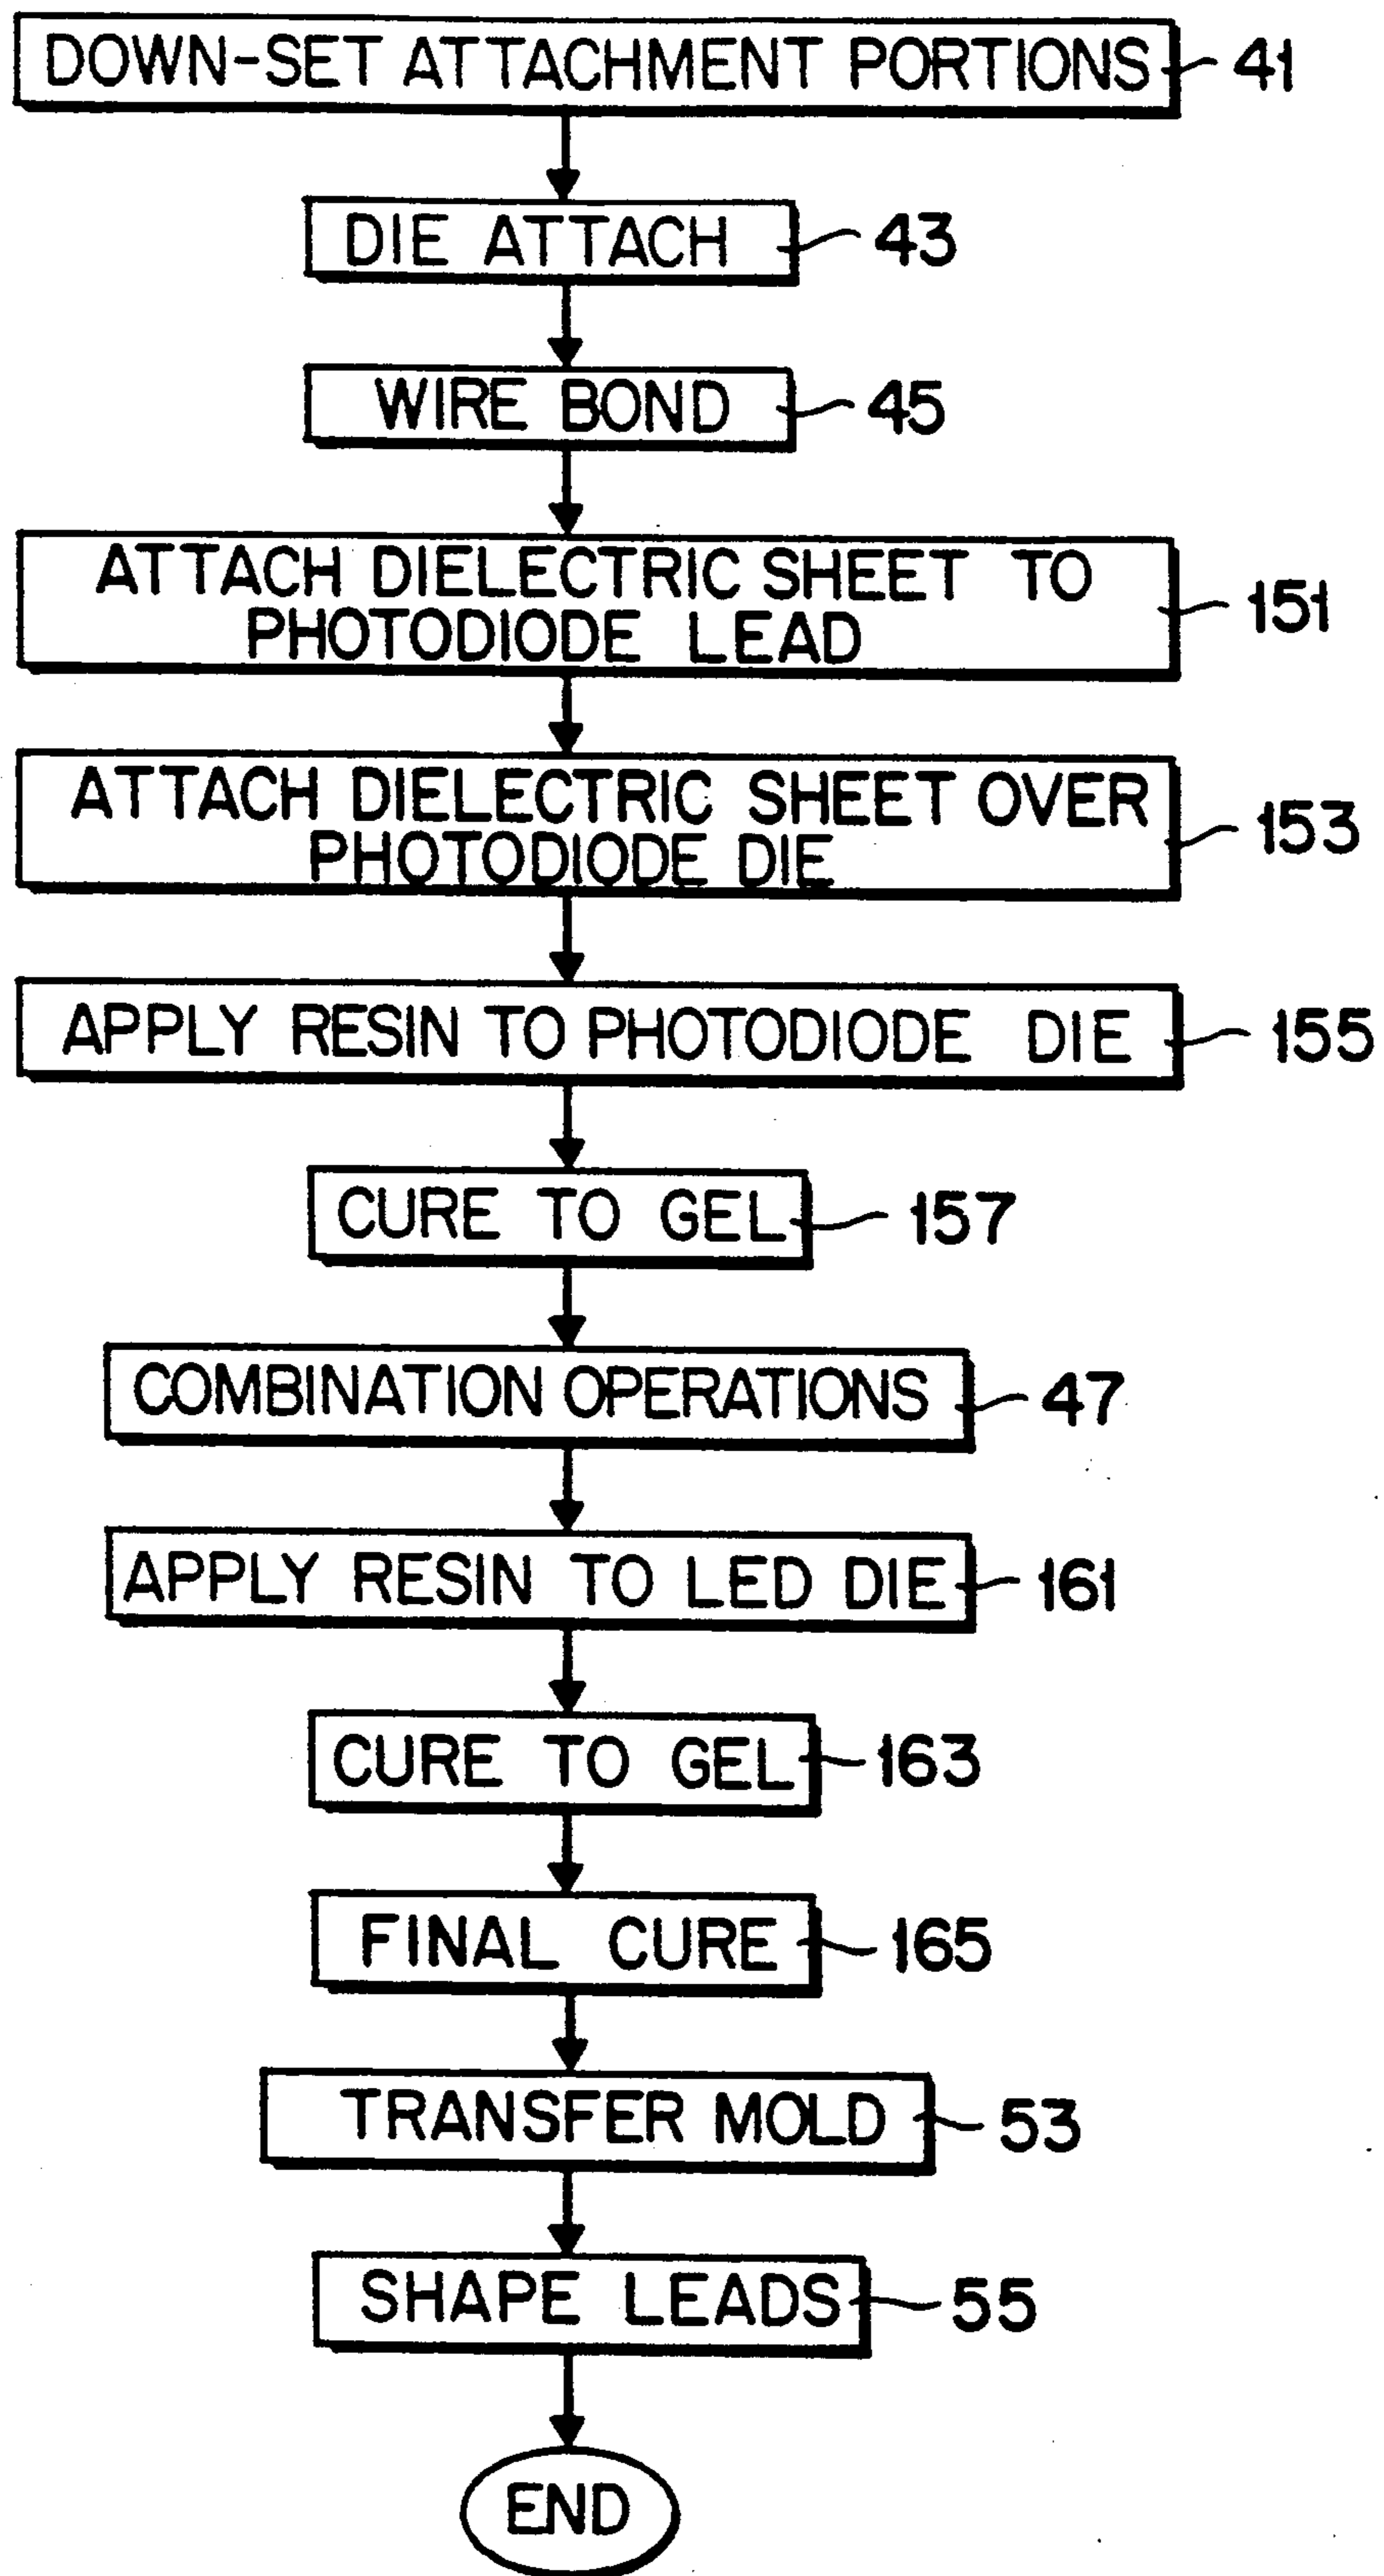 DOWN-SET ATTACHMENT PORTIONS 41
DIE ATTACH 43
WIRE BOND 45
ATTACH DIELECTRIC SHEET TO
PHOTODIODE LEAD 151
ATTACH DIELECTRIC SHEET OVER
PHOTODIODE DIE 153
APPLY RESIN TO PHOTODIODE DIE 155
CURE TO GEL 157
COMBINATION OPERATIONS 47
APPLY RESIN TO LED DIE 161
CURE TO GEL 163
FINAL CURE 165
TRANSFER MOLD 53
SHAPE LEADS 55
END